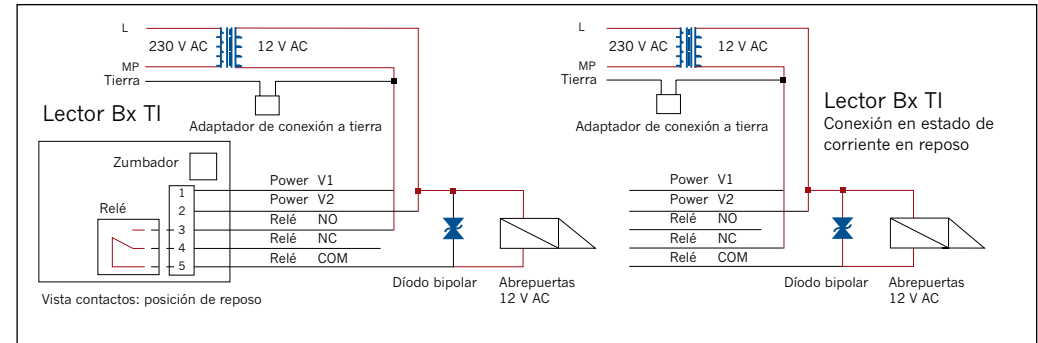 L
230 V AC 12 V AC
MP
Tierra
Adaptador de conexión a tierra
Lector Bx TI
Zumbador
Relé
1
2
3
4
5
Power V1
Power V2
Relé NO
Relé NC
Relé COM
Díodo bipolar
Abrepuertas
12 V AC
Vista contactos: posición de reposo
L
230 V AC 12 V AC
MP
Tierra
Adaptador de conexión a tierra
Lector Bx TI
Conexión en estado de
corriente en reposo
Power V1
Power V2
Relé NO
Relé NC
Relé COM
Díodo bipolar
Abrepuertas
12 V AC